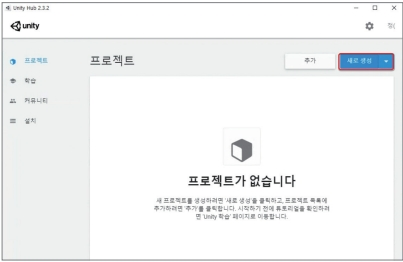 Unity Hub 2.3.2
unity
프로젝트
학습
커뮤니티
설치
프로젝트
추가
새로 생성
프로젝트가 없습니다
새 프로젝트를 생성하려면 '새로 생성'을 클릭하고, 프로젝트 목록에
추가하려면 '추가'를 클릭합니다. 시작하기 전에 튜토리얼을 확인하려
면 'Unity 학습' 페이지로 이동합니다.